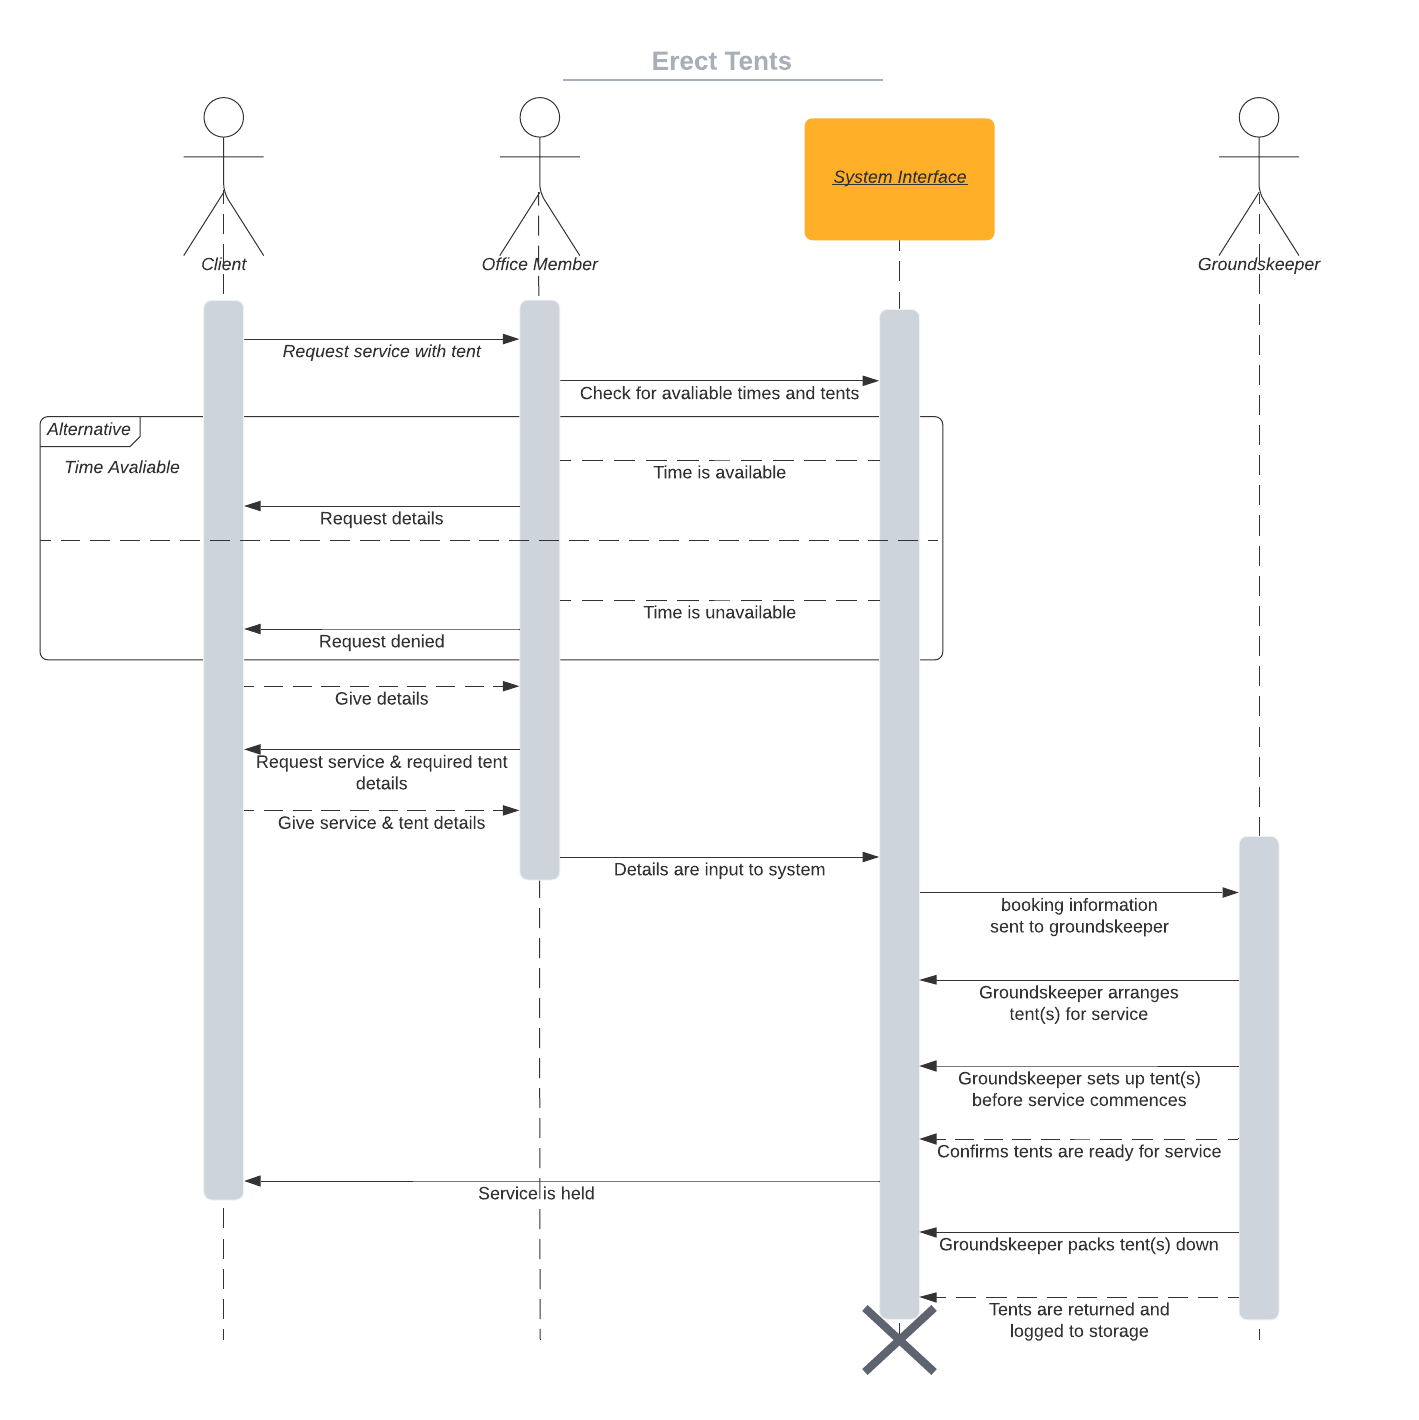 Erect Tents
System Interface
Client
Office Member
Groundskeeper
Request service with tent
Check for avaliable times and tents
Alternative
Time Avaliable
Time is available
Request details
Time is unavailable
Request denied
Give details
Request service & required tent
details
Give service & tent details
Details are input to system
booking information
sent to groundskeeper
Groundskeeper arranges
tent(s) for service
Groundskeeper sets up tent(s)
before service commences
Confirms tents are ready for service
Service is held
Groundskeeper packs tent(s) down
Tents are returned and
logged to storage